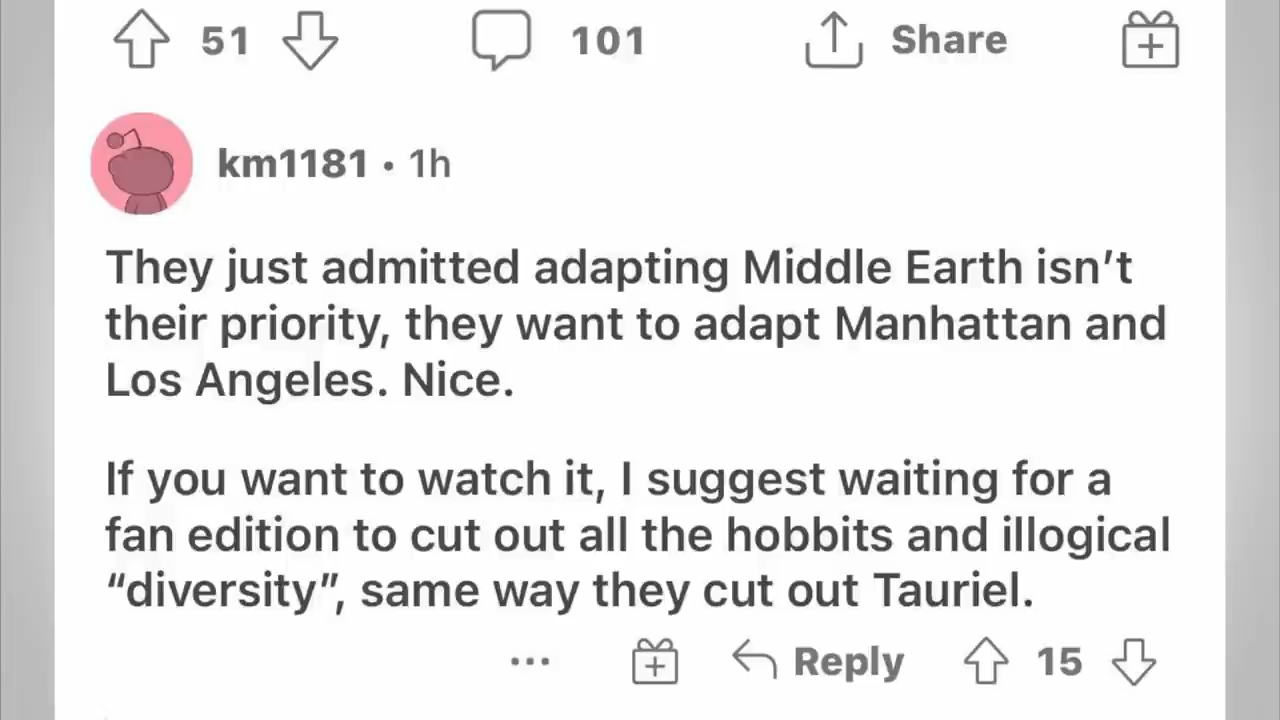 51 101 Share
km1181 • 1h
They just admitted adapting Middle Earth isn’t
their priority, they want to adapt Manhattan and
Los Angeles. Nice.
If you want to watch it, I suggest waiting for a
fan edition to cut out all the hobbits and illogical
“diversity”, same way they cut out Tauriel.
... Reply 15